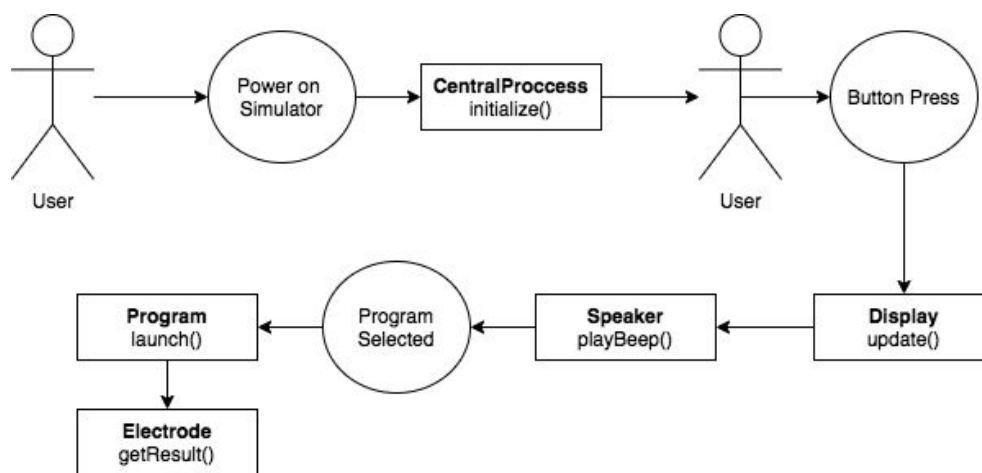 Power on
Simulator
CentralProccess
initialize()
Button Press
User
User
Program
launch()
Program
Selected
Speaker
playBeep()
Display
update()
Electrode
getResult()